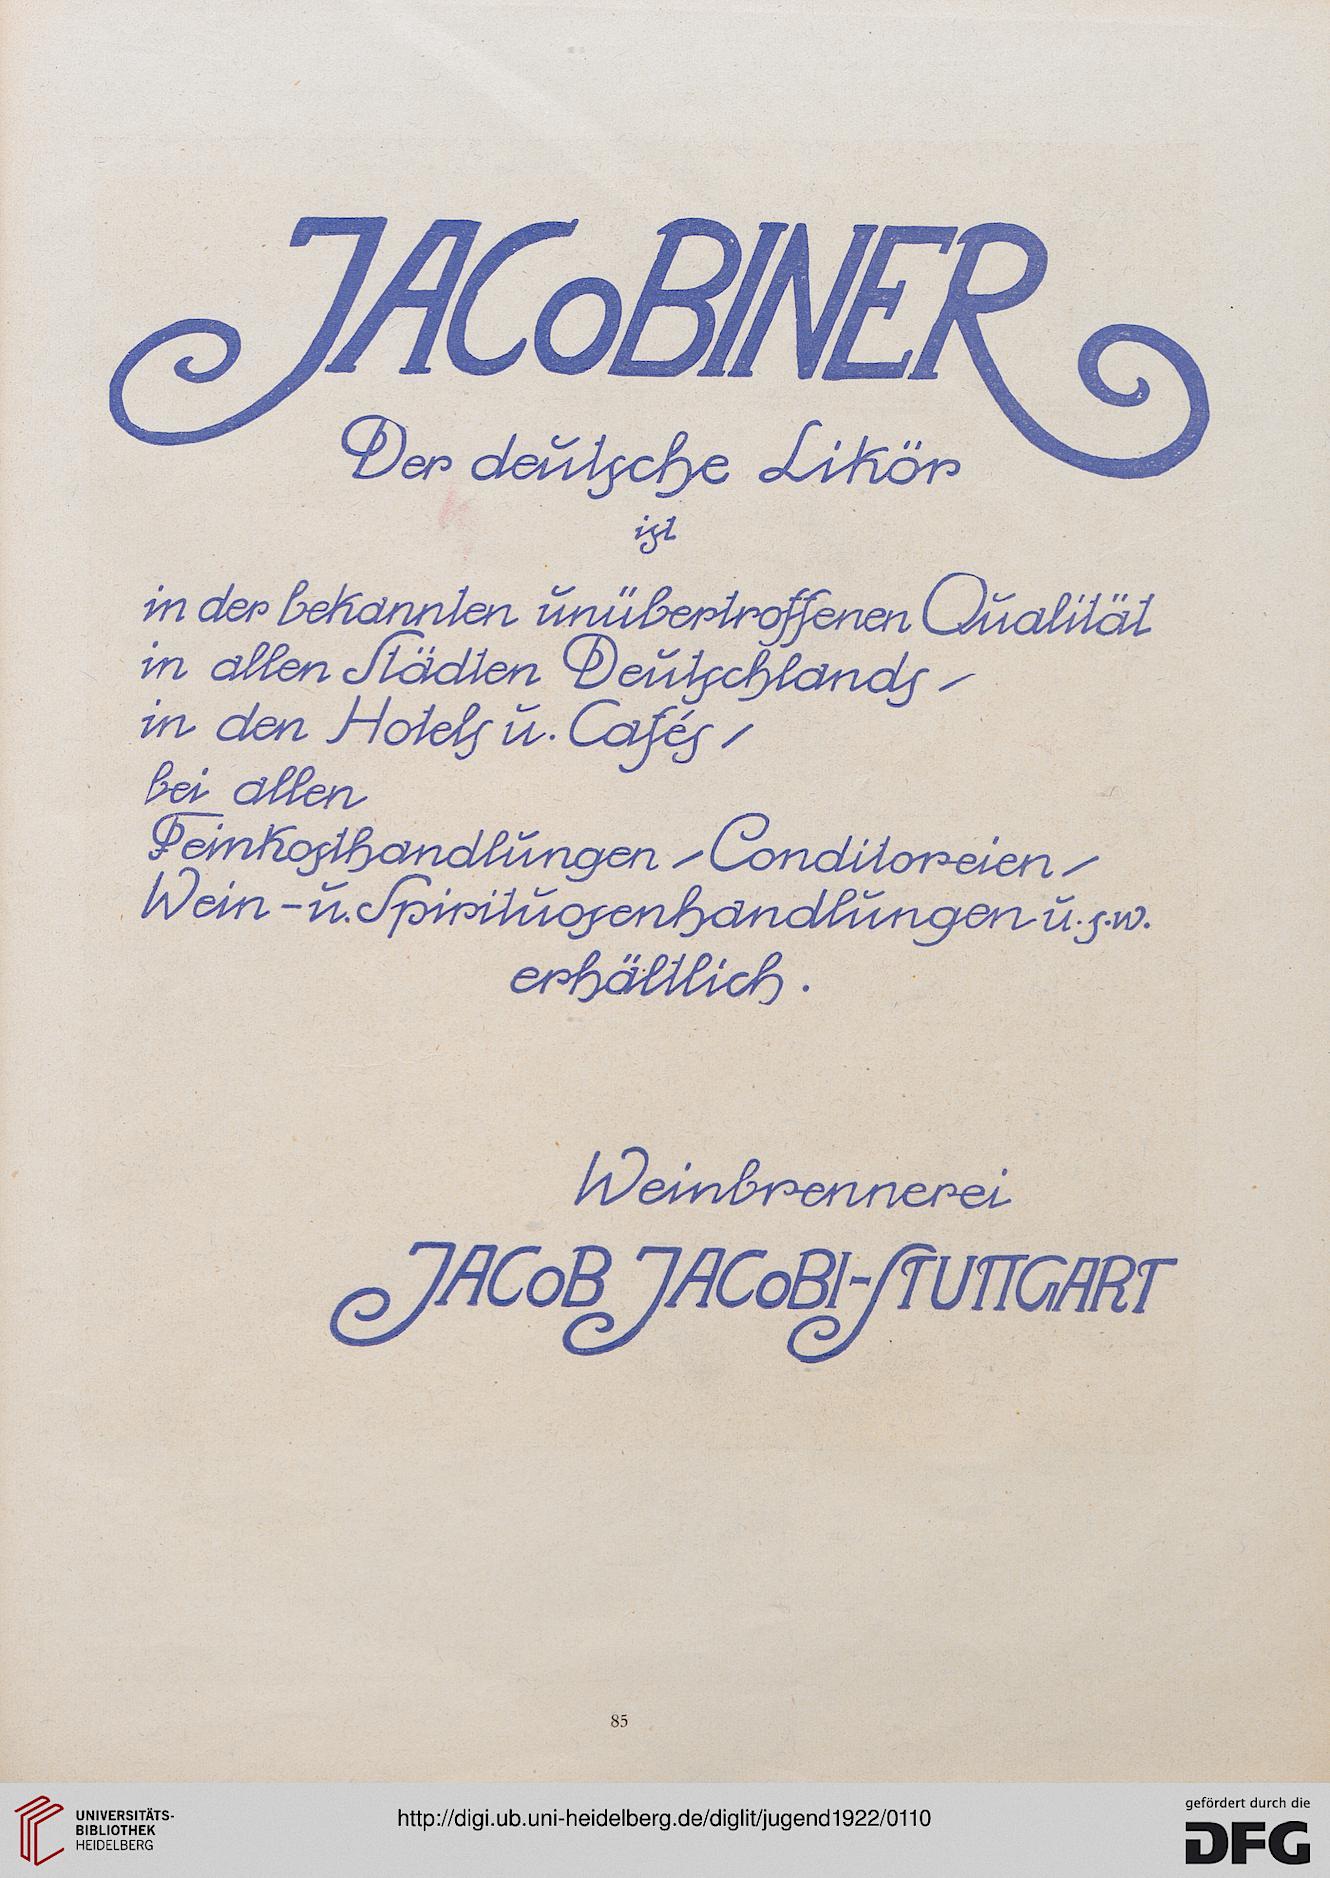 JACOBINER
Der deutsche Likör
ist
in der bekannten unübertroffenen Qualität
in allen Städten Deutschlands /
in den Hotels u. Cafés /
bei allen
Feinkosthandlungen / Conditoreien /
Wein - u. Spirituosenhandlungen u. s. w.
erhältlich .
Weinbrennerei
JACOB JACOBI - STUTTGART
85
UNIVERSITÄTS-
BIBLIOTHEK
HEIDELBERG
http://digi.ub.uni-heidelberg.de/diglit/jugend1922/0110
gefördert durch die
DFG